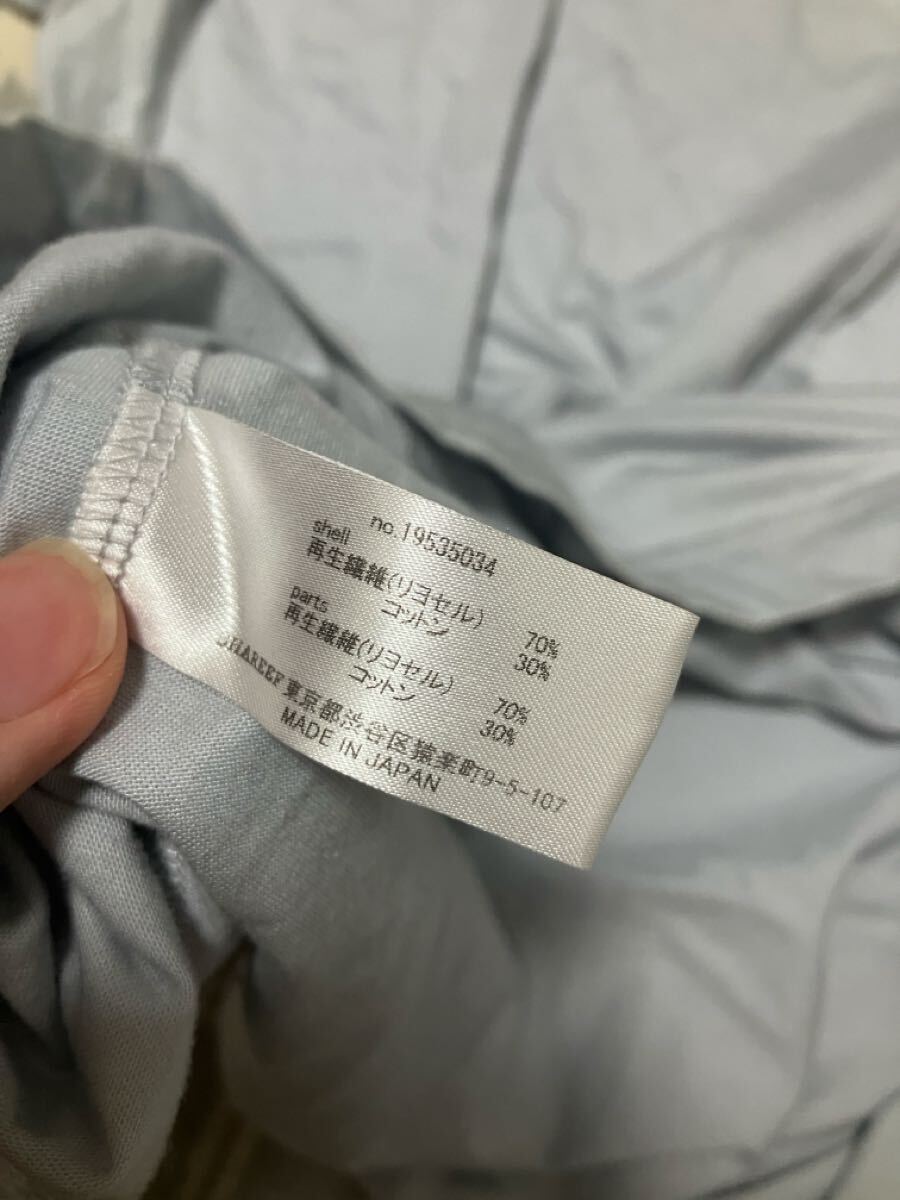 no.19535034
shell
再生繊維(リヨセル) 70%
コットン 30%
parts
再生繊維(リヨセル) 70%
コットン 30%
SHAREEF 東京都渋谷区猿楽町9-5-107
MADE IN JAPAN